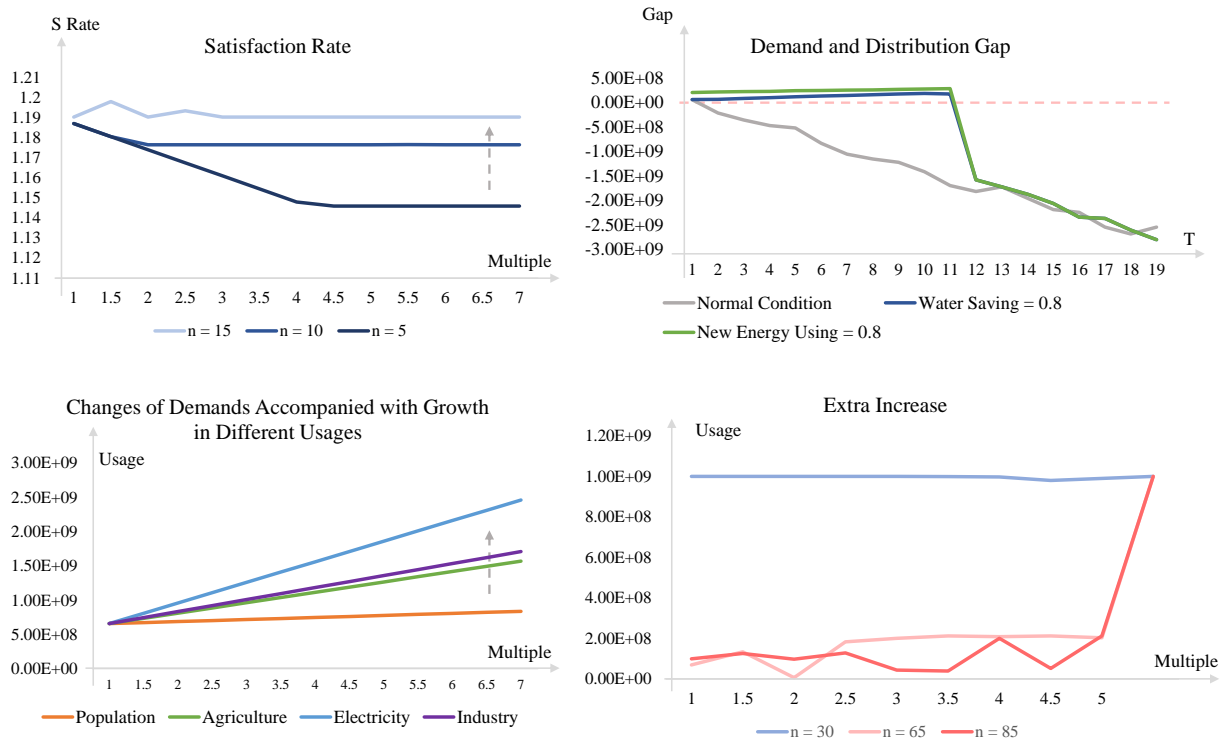 S Rate
Satisfaction Rate
1.21
1.2
1.19
1.18
1.17
1.16
1.15
1.14
1.13
1.12
1.11
Multiple
1 1.5 2 2.5 3 3.5 4 4.5 5 5.5 6 6.5 7
n = 15 n = 10 n = 5
Gap
Demand and Distribution Gap
5.00E+08
0.00E+00
-5.00E+08
-1.00E+09
-1.50E+09
-2.00E+09
-2.50E+09
-3.00E+09
T
1 2 3 4 5 6 7 8 9 10 11 12 13 14 15 16 17 18 19
Normal Condition Water Saving = 0.8
New Energy Using = 0.8
Changes of Demands Accompanied with Growth
in Different Usages
Usage
3.00E+09
2.50E+09
2.00E+09
1.50E+09
1.00E+09
5.00E+08
0.00E+00
Multiple
1 1.5 2 2.5 3 3.5 4 4.5 5 5.5 6 6.5 7
Population Agriculture Electricity Industry
Extra Increase
Usage
1.20E+09
1.00E+09
8.00E+08
6.00E+08
4.00E+08
2.00E+08
0.00E+00
Multiple
1 1.5 2 2.5 3 3.5 4 4.5 5
n = 30 n = 65 n = 85